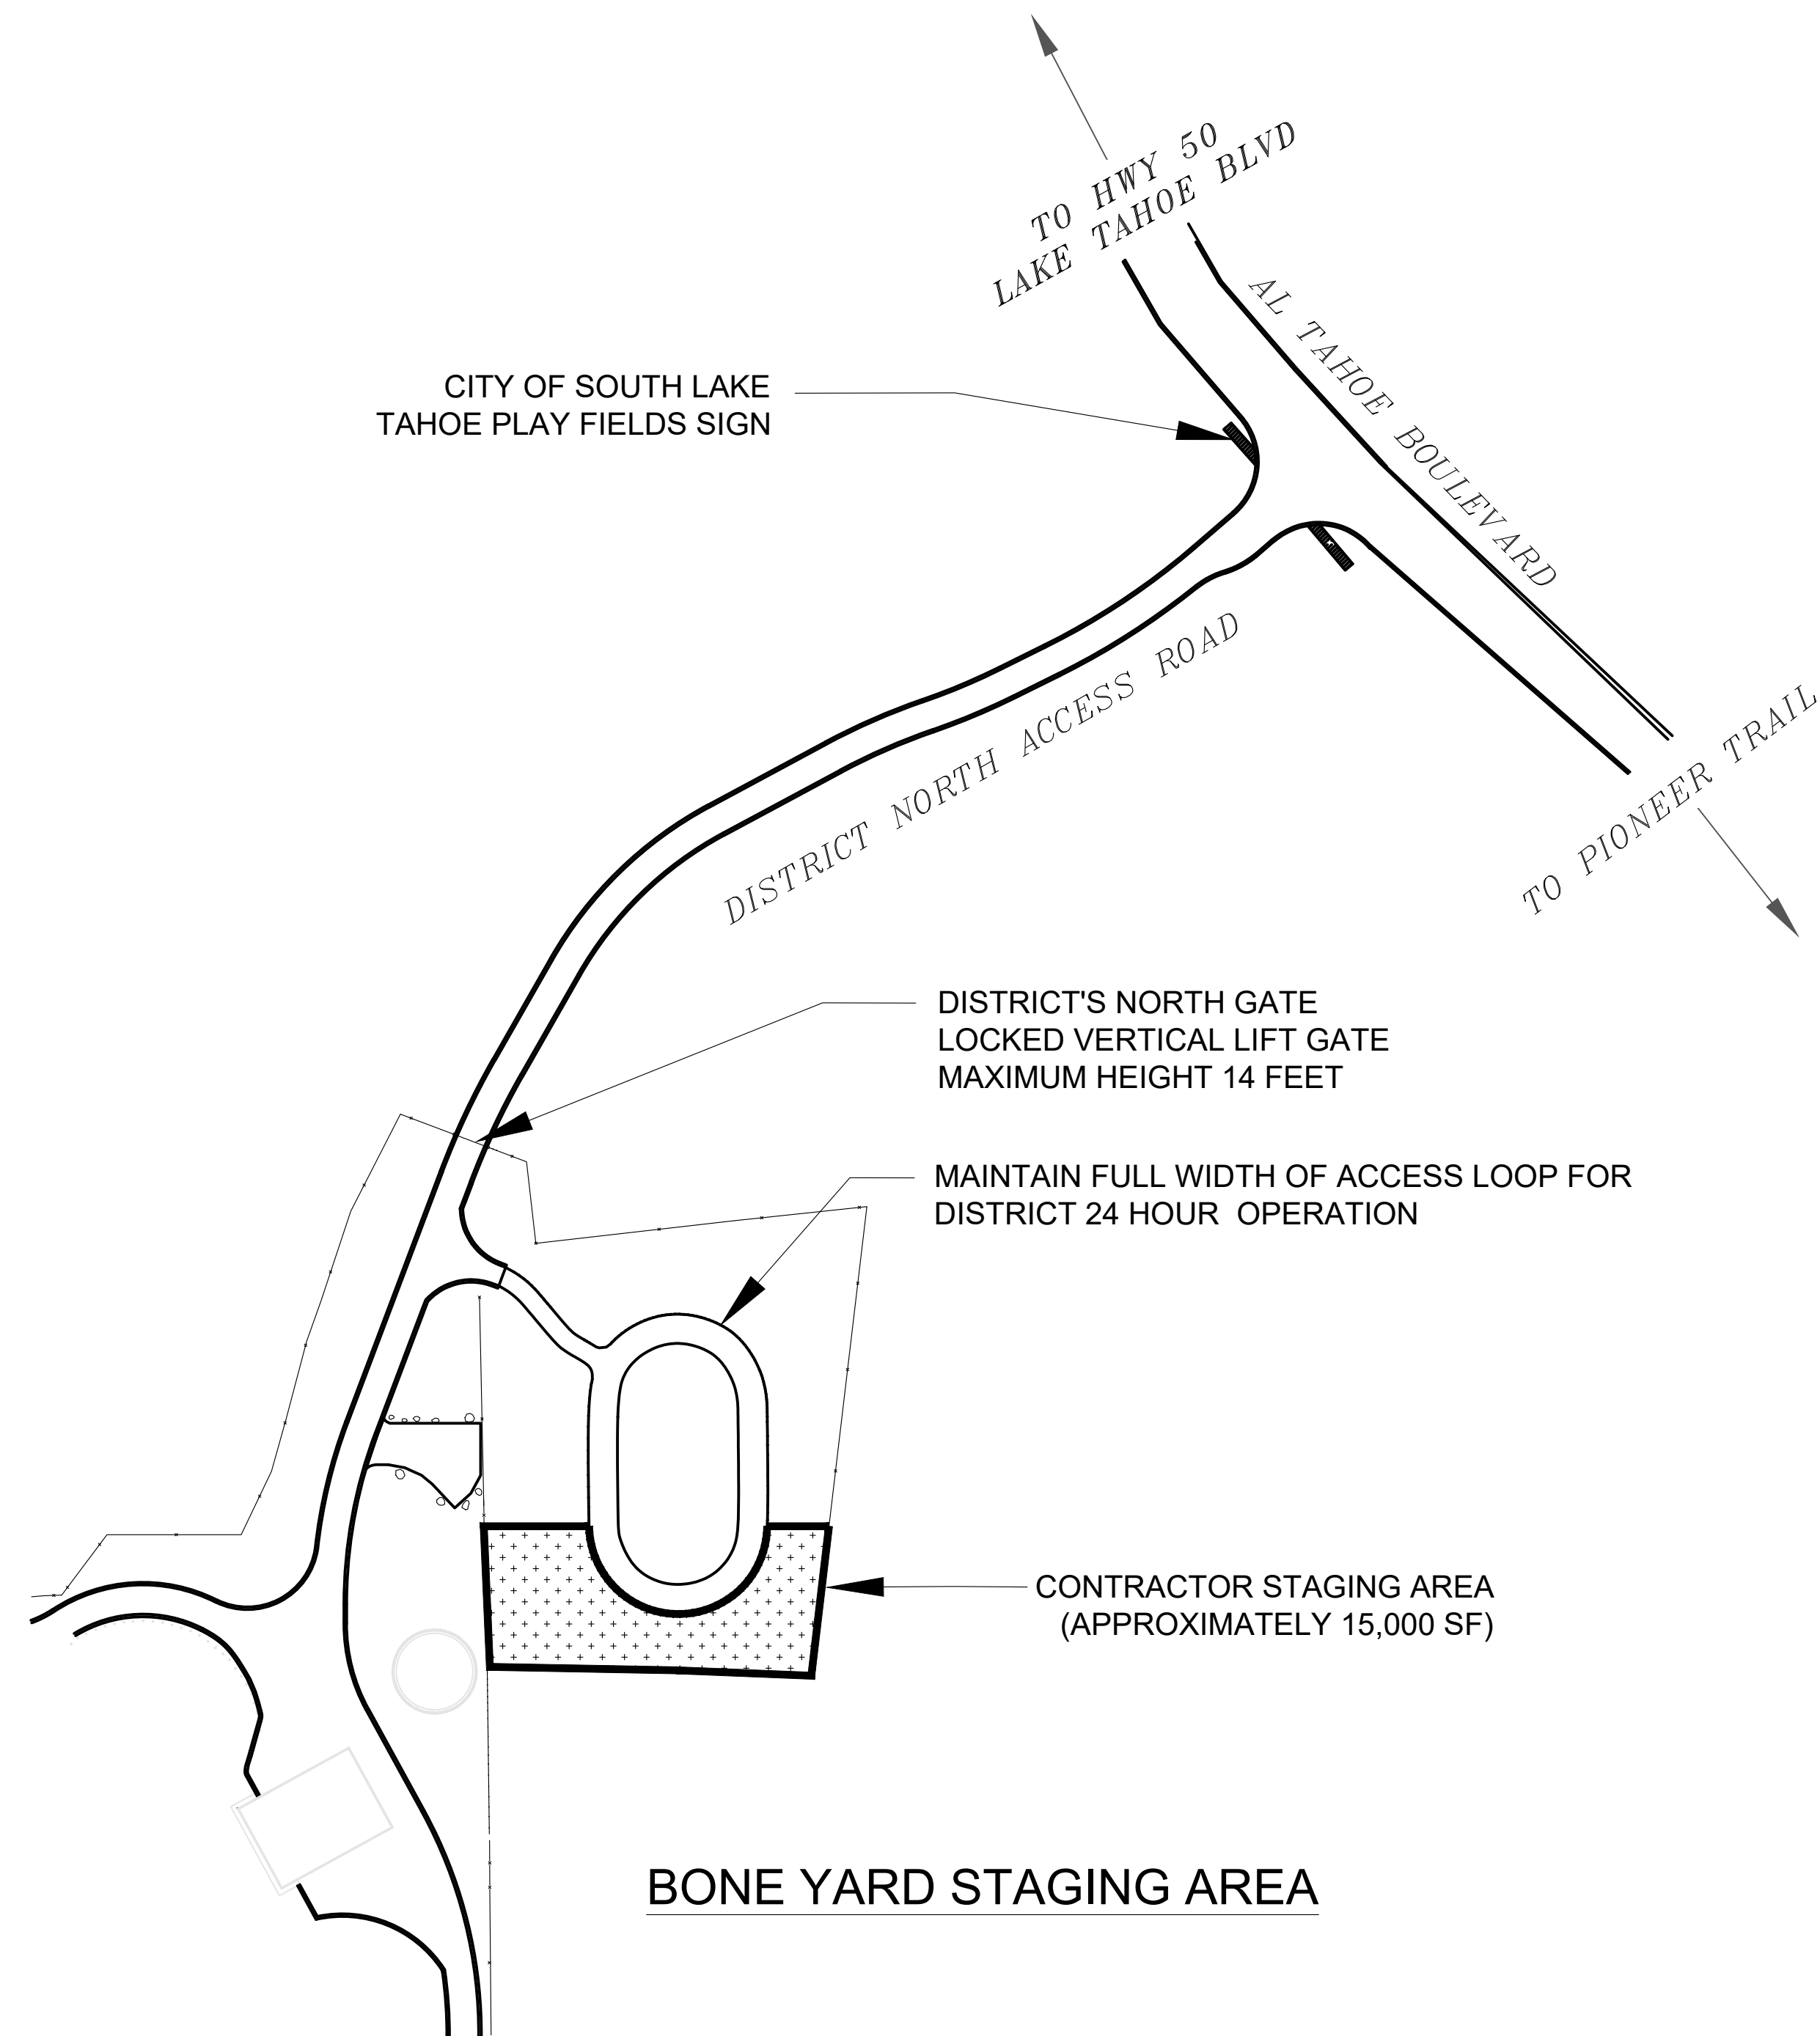 TO HWY 50
LAKE TAHOE BLVD
AL TAHOE BOULEVARD
CITY OF SOUTH LAKE
TAHOE PLAY FIELDS SIGN
DISTRICT NORTH ACCESS ROAD
TO PIONEER TRAIL
DISTRICT'S NORTH GATE
LOCKED VERTICAL LIFT GATE
MAXIMUM HEIGHT 14 FEET
MAINTAIN FULL WIDTH OF ACCESS LOOP FOR
DISTRICT 24 HOUR OPERATION
CONTRACTOR STAGING AREA
(APPROXIMATELY 15,000 SF)
BONE YARD STAGING AREA